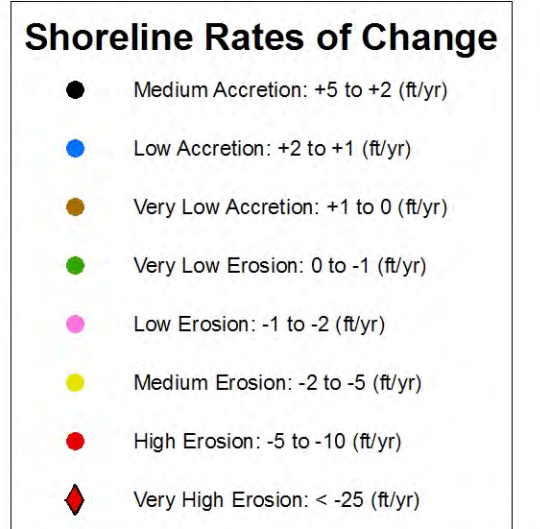 Shoreline Rates of Change
Medium Accretion: +5 to +2 (ft/yr)
Low Accretion: +2 to +1 (ft/yr)
Very Low Accretion: +1 to 0 (ft/yr)
Very Low Erosion: 0 to -1 (ft/yr)
Low Erosion: -1 to -2 (ft/yr)
Medium Erosion: -2 to -5 (ft/yr)
High Erosion: -5 to -10 (ft/yr)
Very High Erosion: < -25 (ft/yr)